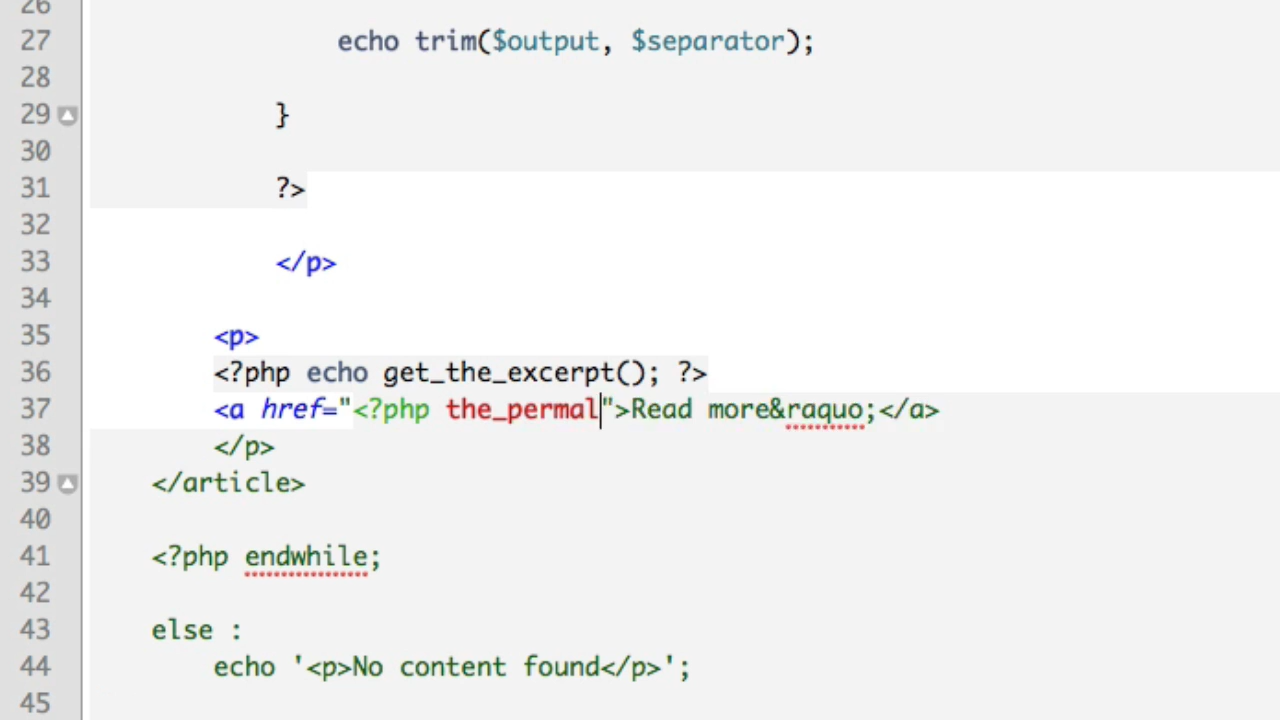 26
27 echo trim($output, $separator);
28
29 }
30
31 ?>
32
33 </p>
34
35 <p>
36 <?php echo get_the_excerpt(); ?>
37 <a href="<?php the_permal">Read more&raquo;</a>
38 </p>
39 </article>
40
41 <?php endwhile;
42
43 else :
44 echo '<p>No content found</p>';
45